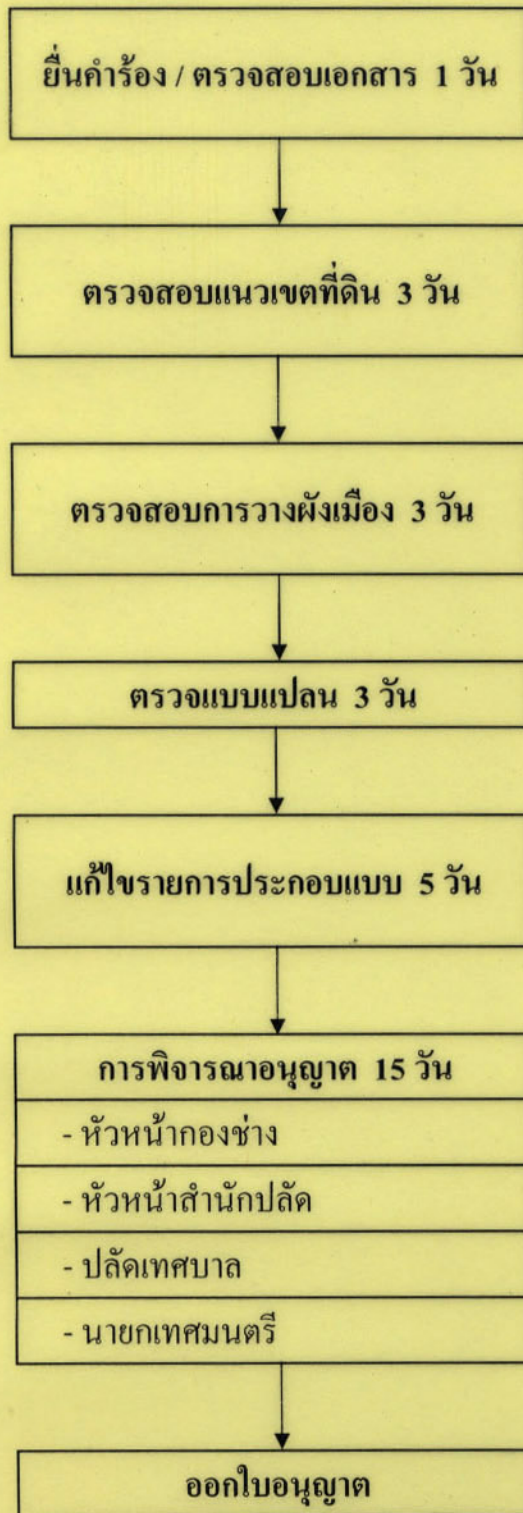 ยื่นคำร้อง / ตรวจสอบเอกสาร 1 วัน
ตรวจสอบแนวเขตที่ดิน 3 วัน
ตรวจสอบการวางผังเมือง 3 วัน
ตรวจแบบแปลน 3 วัน
แก้ไขรายการประกอบแบบ 5 วัน
การพิจารณาอนุญาต 15 วัน
- หัวหน้ากองช่าง
- หัวหน้าสำนักปลัด
- ปลัดเทศบาล
- นายกเทศมนตรี
ออกใบอนุญาต